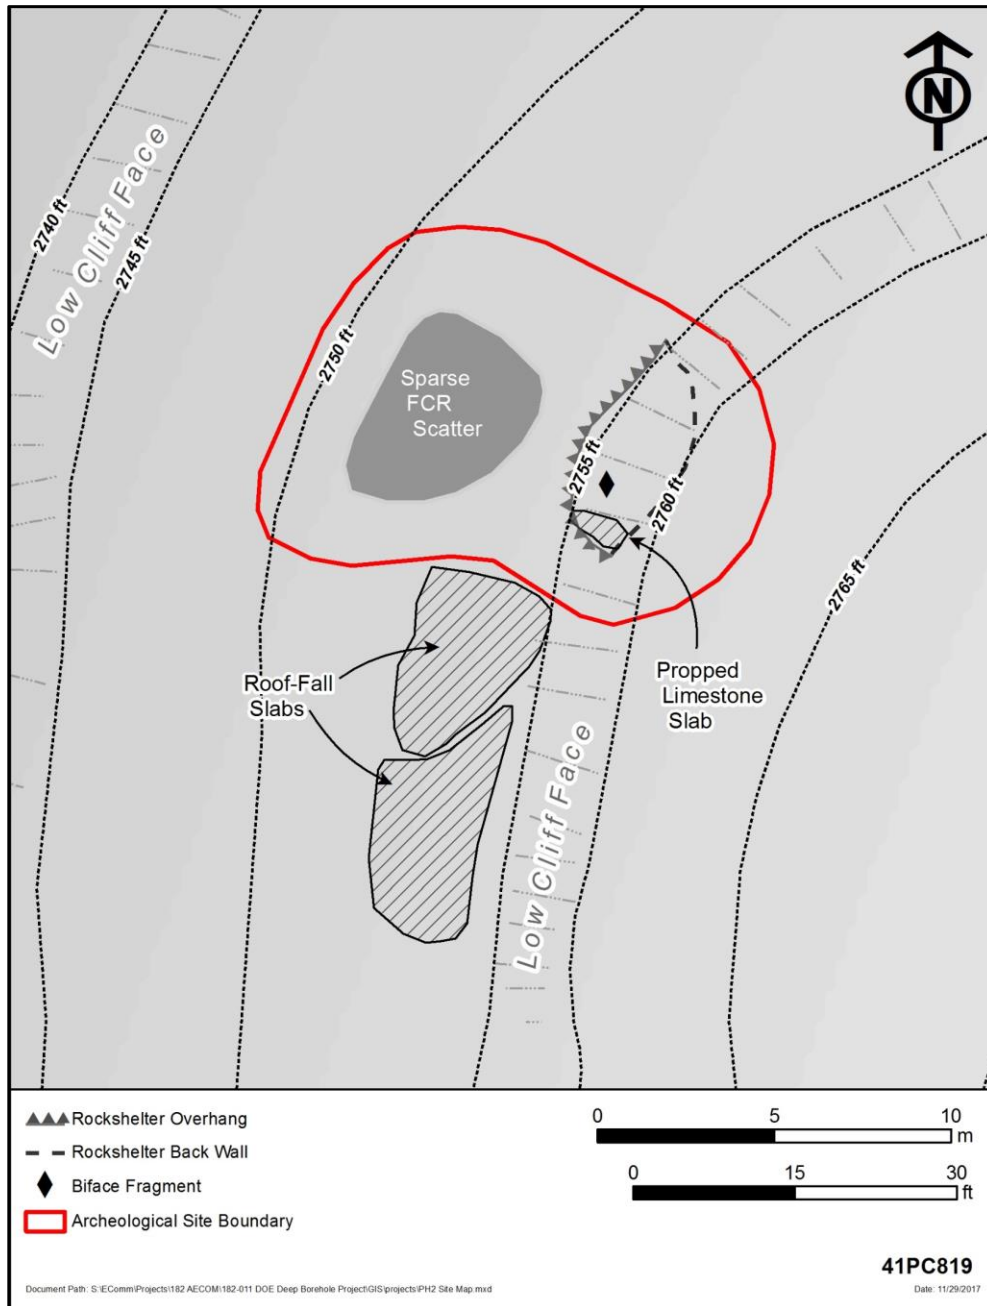 N
Low Cliff Face
2740 ft
2745 ft
2750 ft
Sparse
FCR
Scatter
2755 ft
2760 ft
2765 ft
Roof-Fall
Slabs
Propped
Limestone
Slab
Low Cliff Face
Rockshelter Overhang
Rockshelter Back Wall
Biface Fragment
Archeological Site Boundary
0 5 10
m
0 15 30
ft
41PC819
Document Path: S:\EComm\Projects\182 AECOM\182-011 DOE Deep Borehole Project\GIS\projects\PH2 Site Map.mxd
Date: 11/29/2017